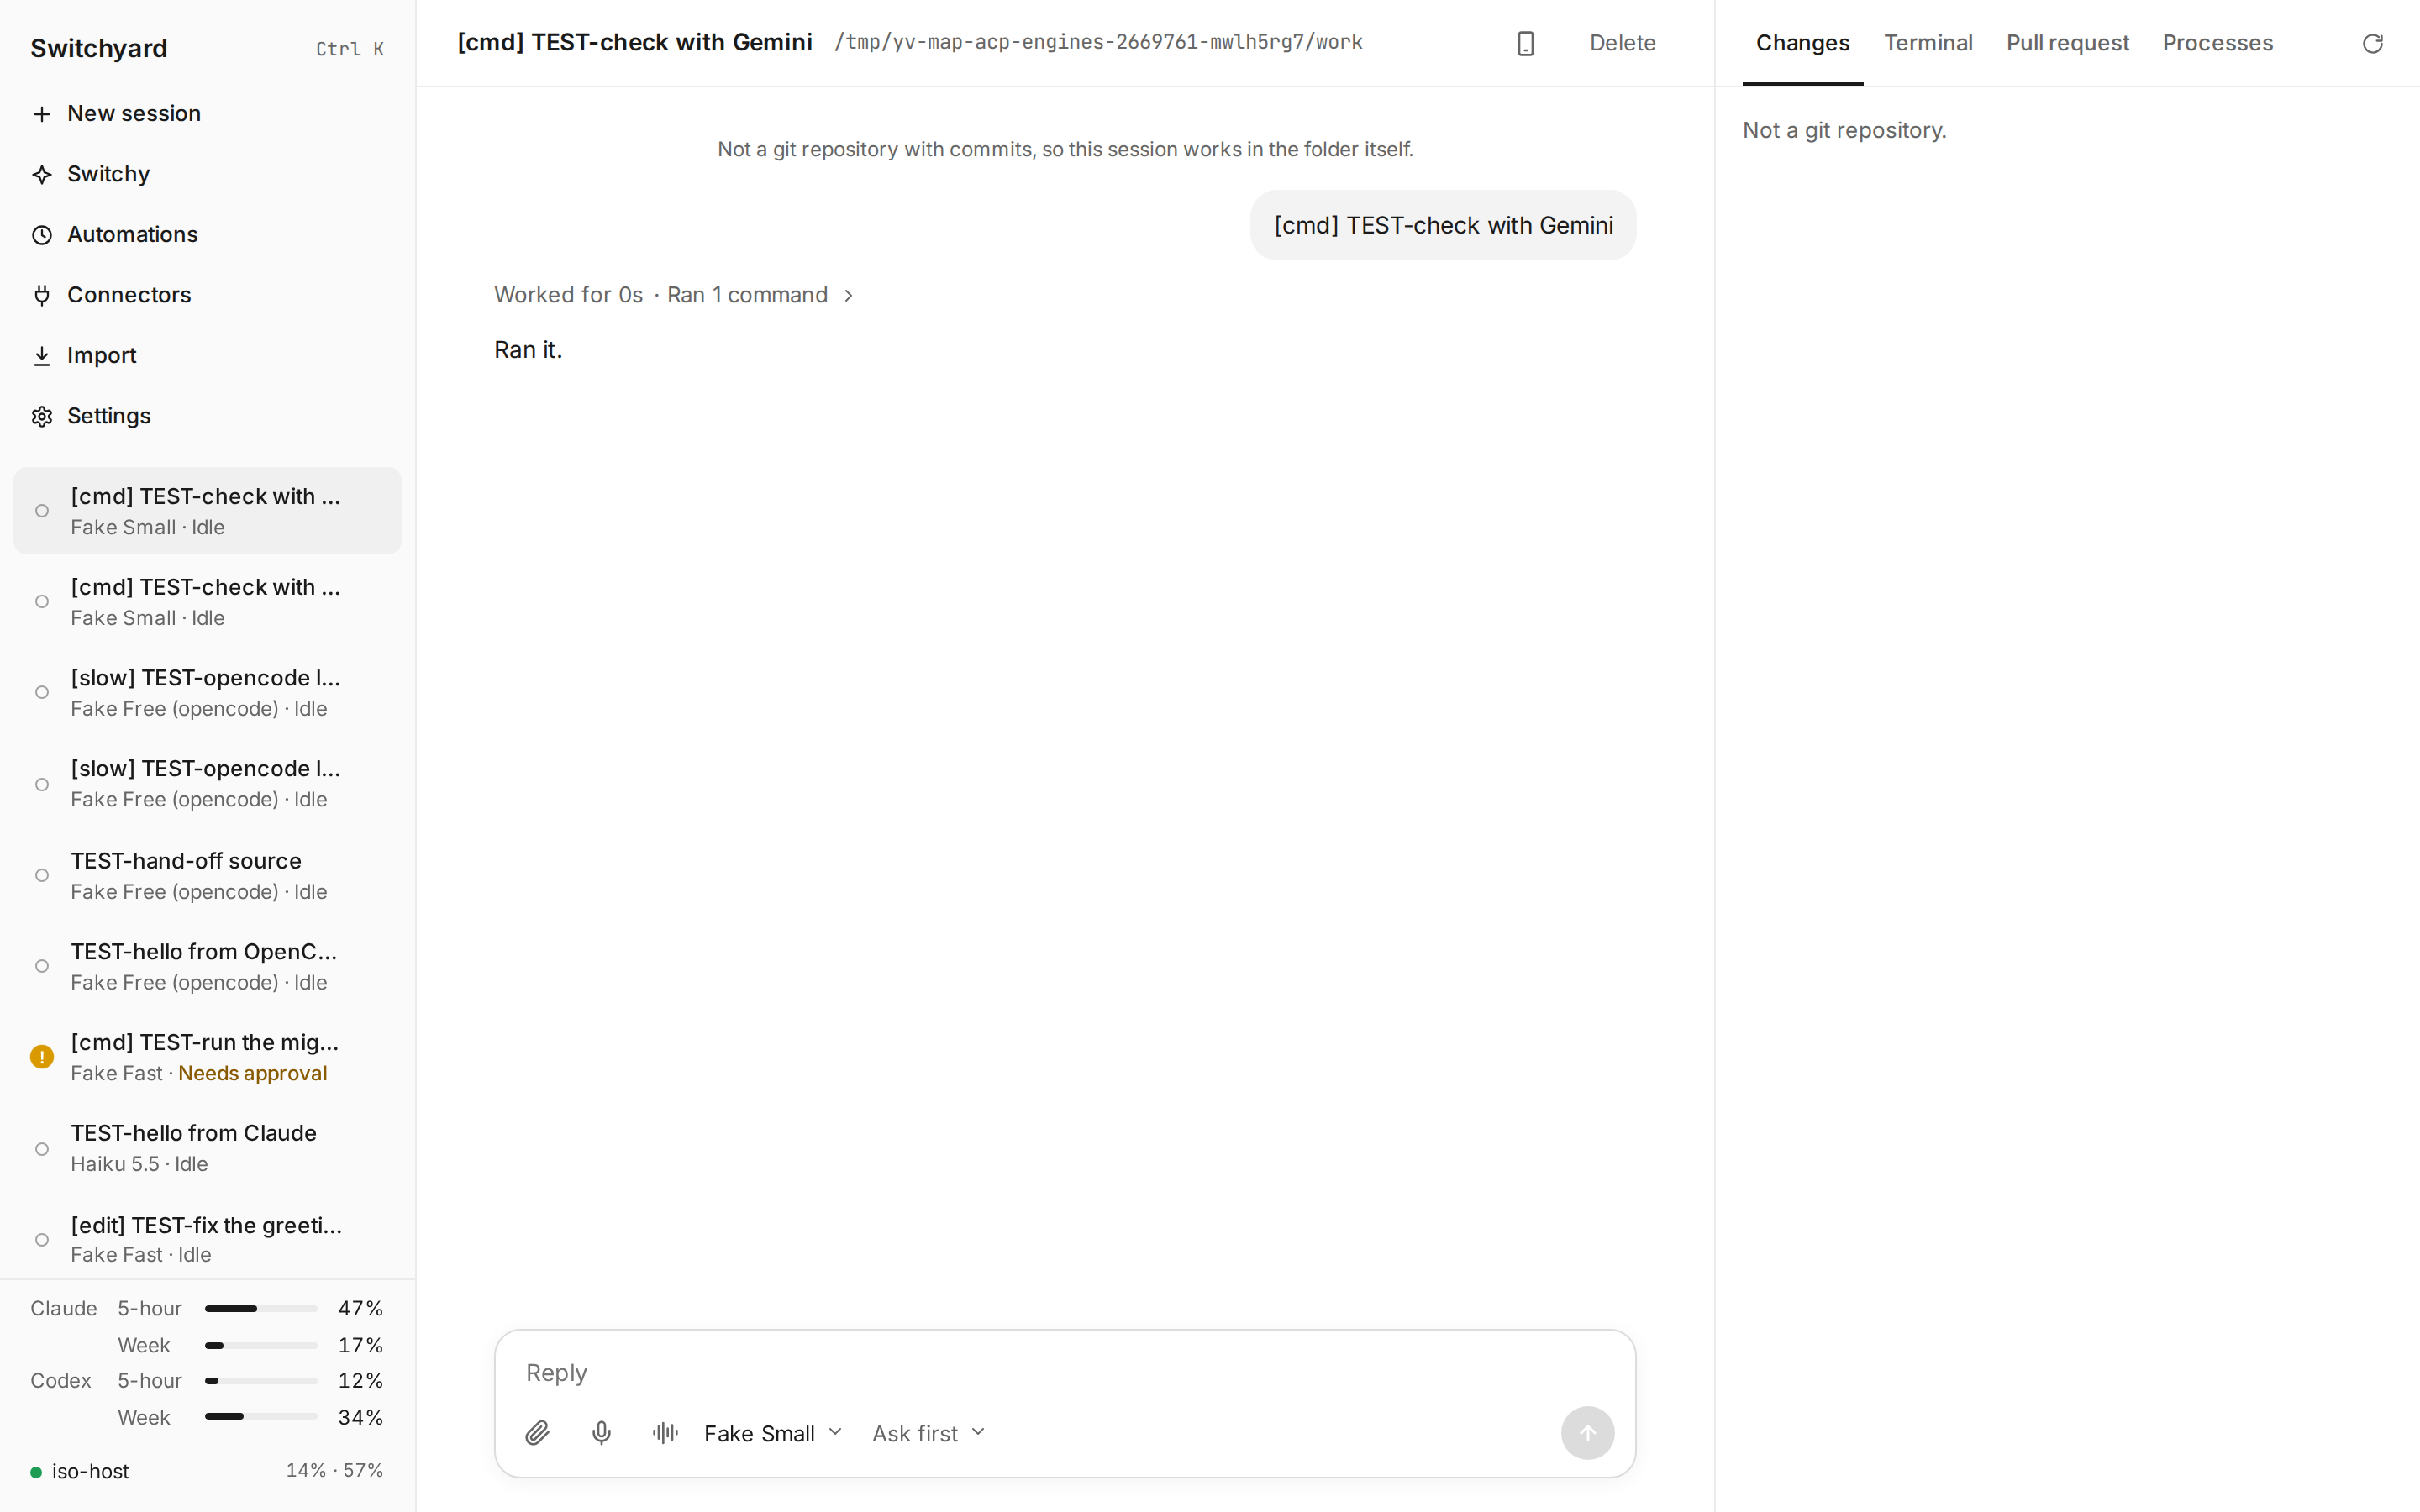 Switchyard
Ctrl K
New session
Switchy
Automations
Connectors
Import
Settings
[cmd] TEST-check with ...
Fake Small · Idle
[cmd] TEST-check with ...
Fake Small · Idle
[slow] TEST-opencode l...
Fake Free (opencode) · Idle
[slow] TEST-opencode l...
Fake Free (opencode) · Idle
TEST-hand-off source
Fake Free (opencode) · Idle
TEST-hello from OpenC...
Fake Free (opencode) · Idle
[cmd] TEST-run the mig...
Fake Fast · Needs approval
TEST-hello from Claude
Haiku 5.5 · Idle
[edit] TEST-fix the greeti...
Fake Fast · Idle
Claude 5-hour 47%
Week 17%
Codex 5-hour 12%
Week 34%
iso-host 14% · 57%
[cmd] TEST-check with Gemini /tmp/yv-map-acp-engines-2669761-mwlh5rg7/work Delete
Not a git repository with commits, so this session works in the folder itself.
[cmd] TEST-check with Gemini
Worked for 0s · Ran 1 command
Ran it.
Reply
Fake Small Ask first
Changes Terminal Pull request Processes
Not a git repository.